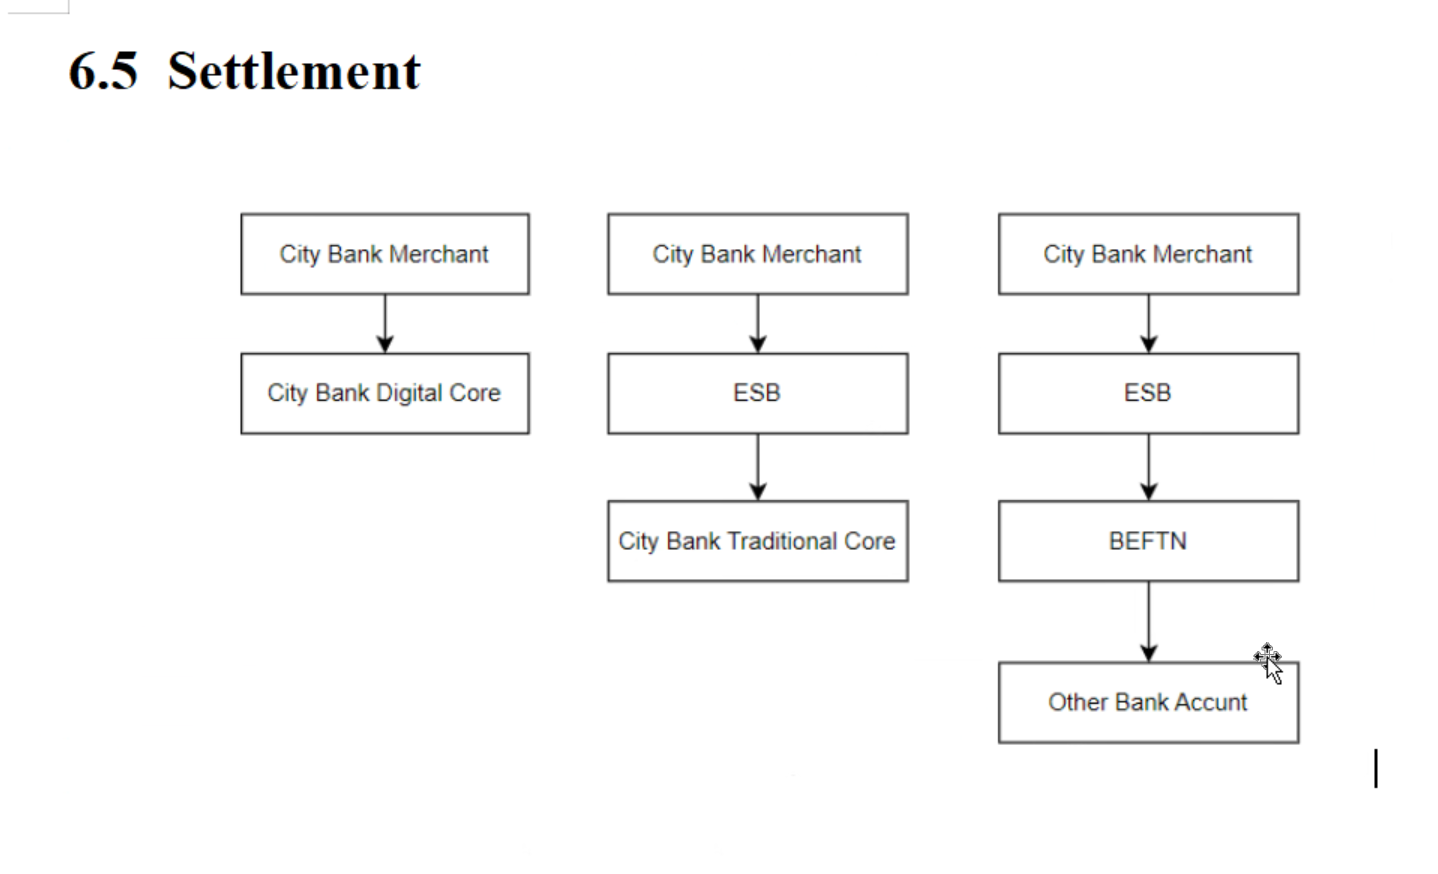 6.5 Settlement
City Bank Merchant
City Bank Digital Core
City Bank Merchant
ESB
City Bank Traditional Core
City Bank Merchant
ESB
BEFTN
Other Bank Accunt